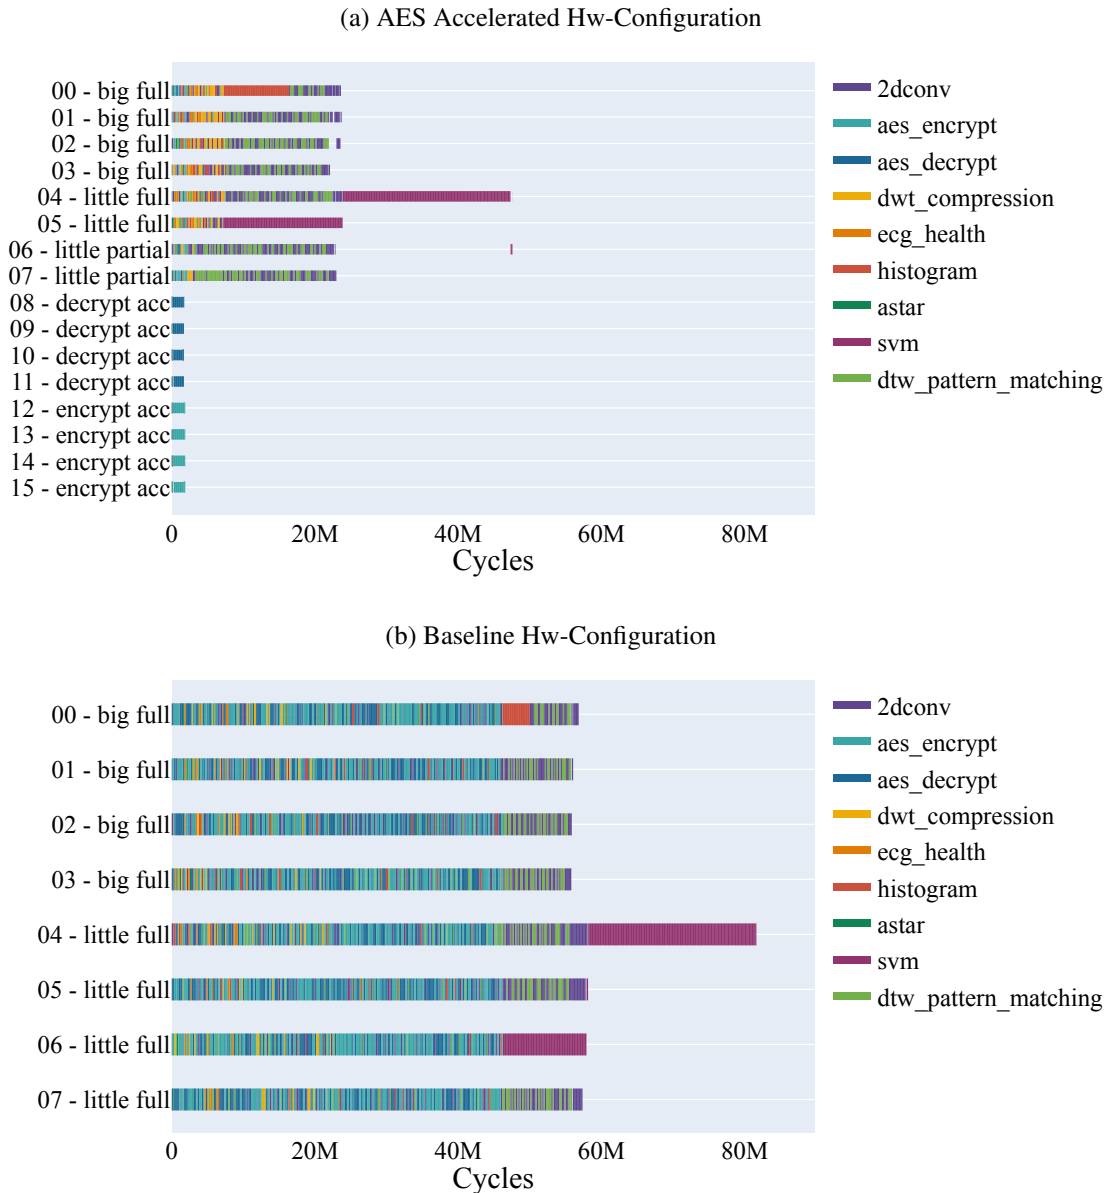 (a) AES Accelerated Hw-Configuration
00 - big full
01 - big full
02 - big full
03 - big full
04 - little full
05 - little full
06 - little partial
07 - little partial
08 - decrypt acc
09 - decrypt acc
10 - decrypt acc
11 - decrypt acc
12 - encrypt acc
13 - encrypt acc
14 - encrypt acc
15 - encrypt acc
0 20M 40M 60M 80M
Cycles
2dconv
aes_encrypt
aes_decrypt
dwt_compression
ecg_health
histogram
astar
svm
dtw_pattern_matching
(b) Baseline Hw-Configuration
00 - big full
01 - big full
02 - big full
03 - big full
04 - little full
05 - little full
06 - little full
07 - little full
0 20M 40M 60M 80M
Cycles
2dconv
aes_encrypt
aes_decrypt
dwt_compression
ecg_health
histogram
astar
svm
dtw_pattern_matching